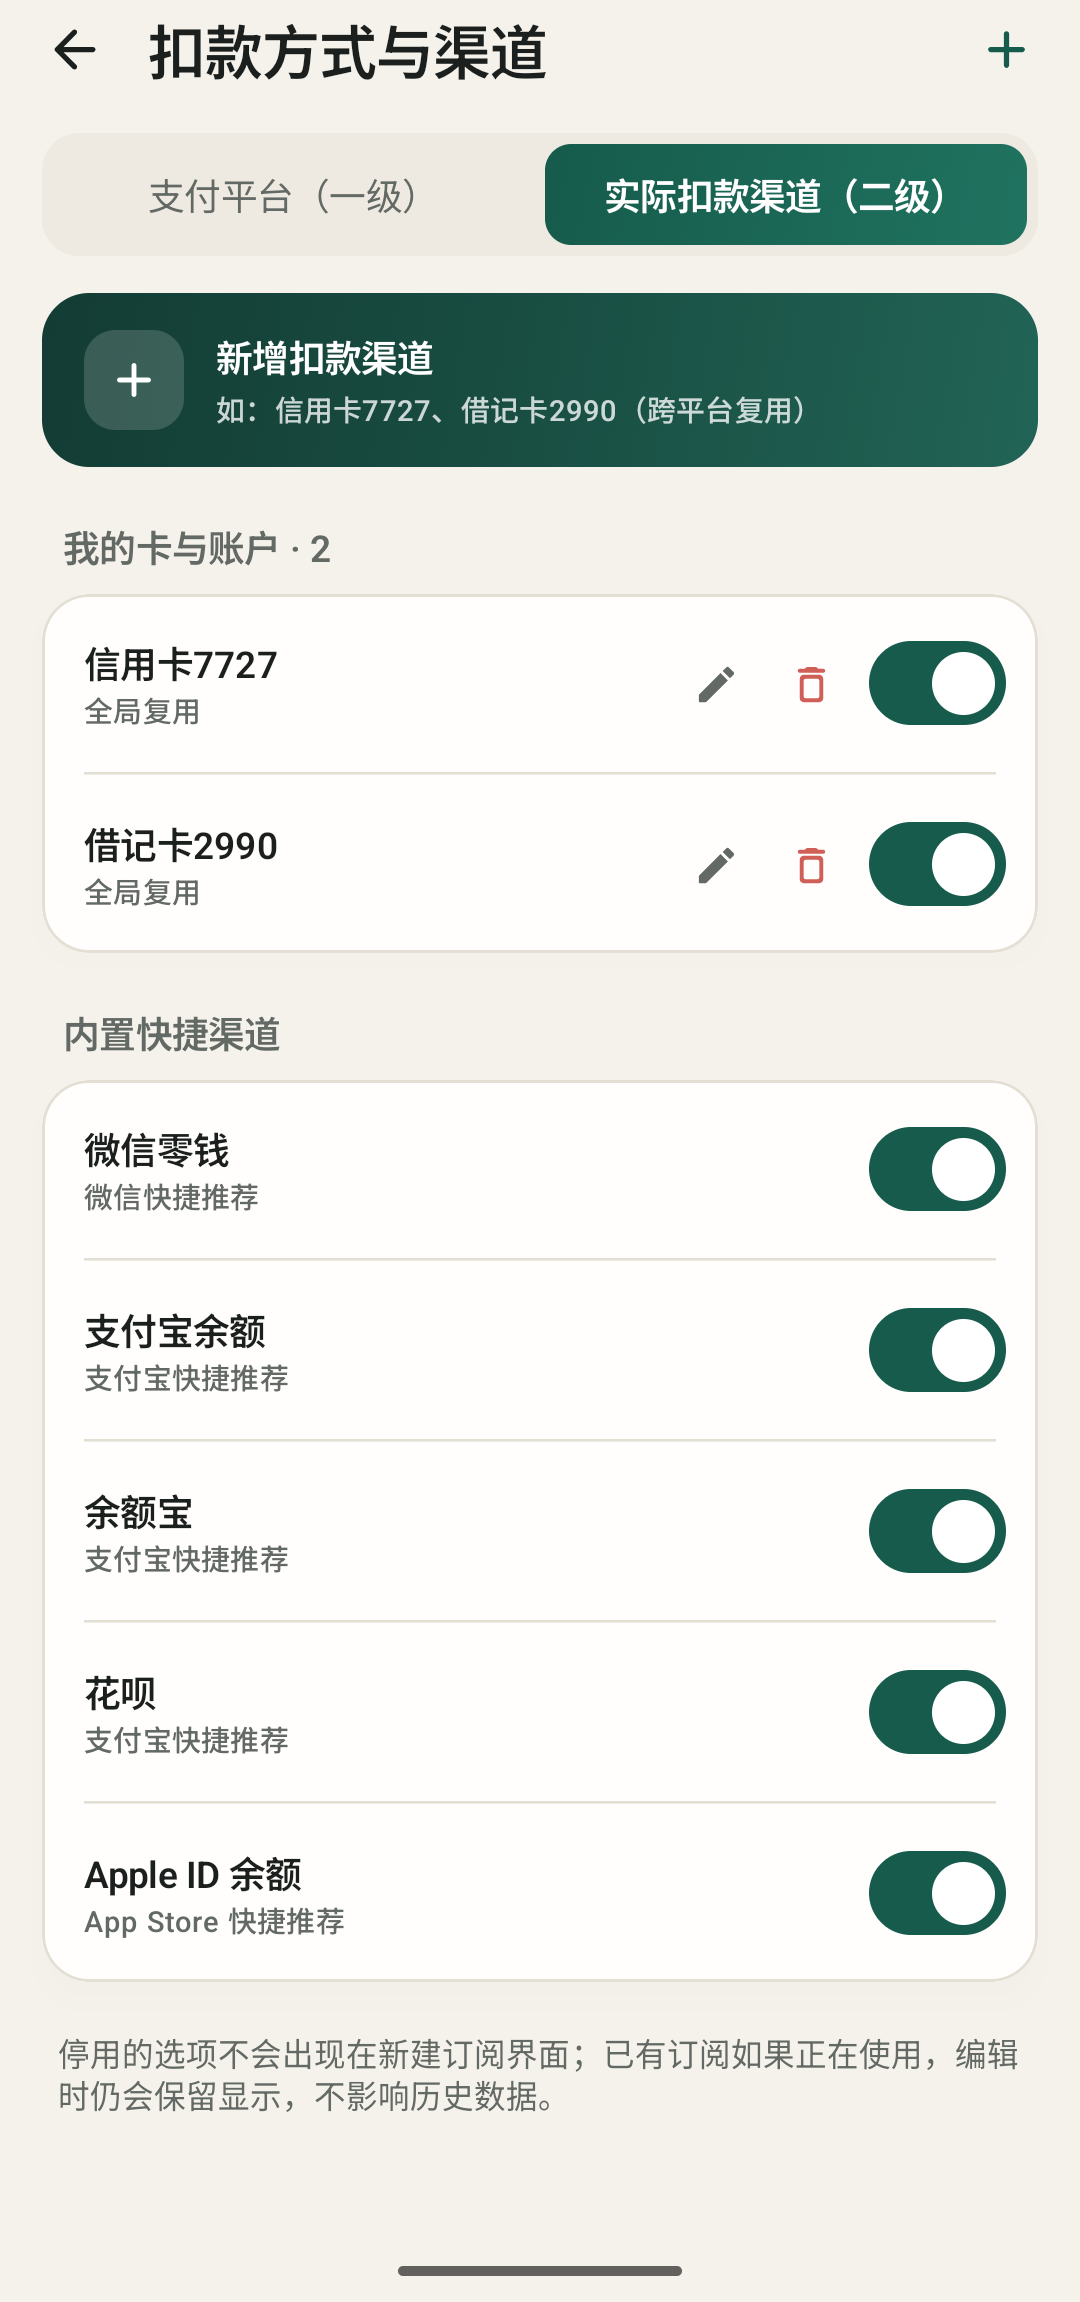 扣款方式与渠道
支付平台（一级）
实际扣款渠道（二级）
新增扣款渠道
如：信用卡7727、借记卡2990（跨平台复用）
我的卡与账户 · 2
信用卡7727
全局复用
借记卡2990
全局复用
内置快捷渠道
微信零钱
微信快捷推荐
支付宝余额
支付宝快捷推荐
余额宝
支付宝快捷推荐
花呗
支付宝快捷推荐
Apple ID 余额
App Store 快捷推荐
停用的选项不会出现在新建订阅界面；已有订阅如果正在使用，编辑
时仍会保留显示，不影响历史数据。